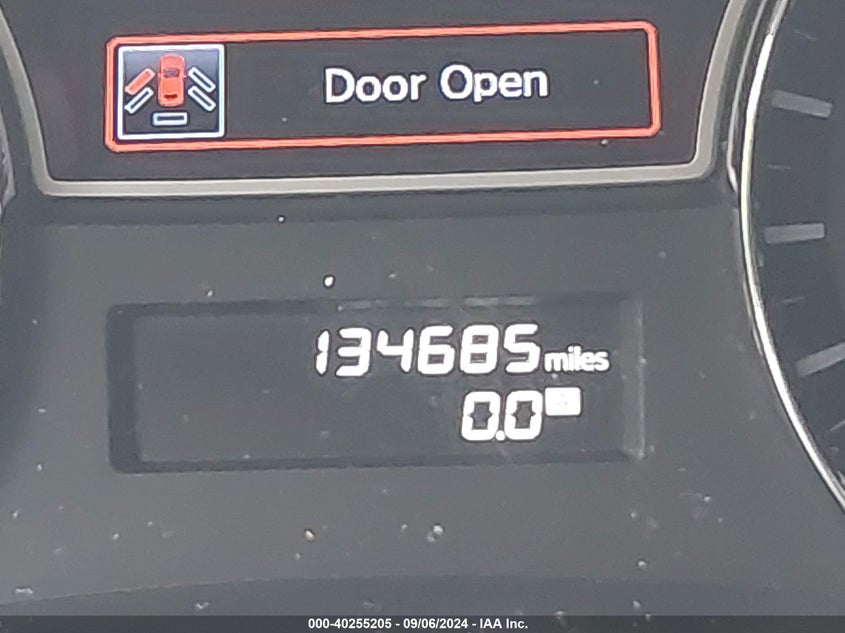 Door Open
134685 miles
0.0
000-40255205 - 09/06/2024 - IAA Inc.